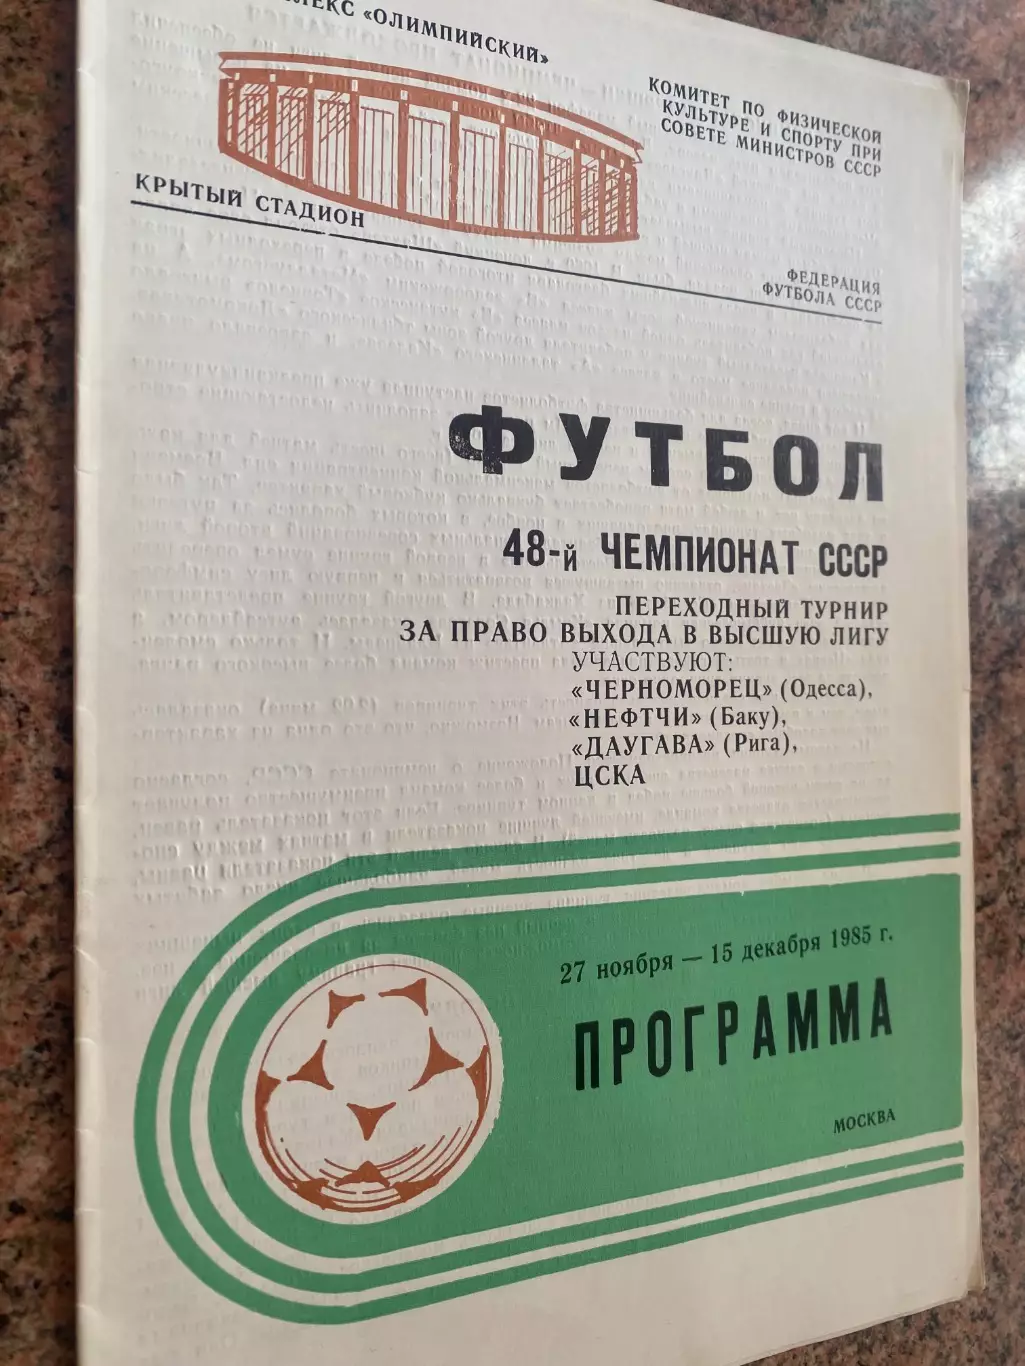 «ОЛИМПИЙСКИЙ»
КРЫТЫЙ СТАДИОН
КОМИТЕТ ПО ФИЗИЧЕСКОЙ
КУЛЬТУРЕ И СПОРТУ ПРИ
СОВЕТЕ МИНИСТРОВ СССР
ФЕДЕРАЦИЯ
ФУТБОЛА СССР
ФУТБОЛ
48-й ЧЕМПИОНАТ СССР
ПЕРЕХОДНЫЙ ТУРНИР
ЗА ПРАВО ВЫХОДА В ВЫСШУЮ ЛИГУ
УЧАСТВУЮТ:
«ЧЕРНОМОРЕЦ» (Одесса),
«НЕФТЧИ» (Баку),
«ДАУГАВА» (Рига),
ЦСКА
27 ноября — 15 декабря 1985 г.
ПРОГРАММА
МОСКВА